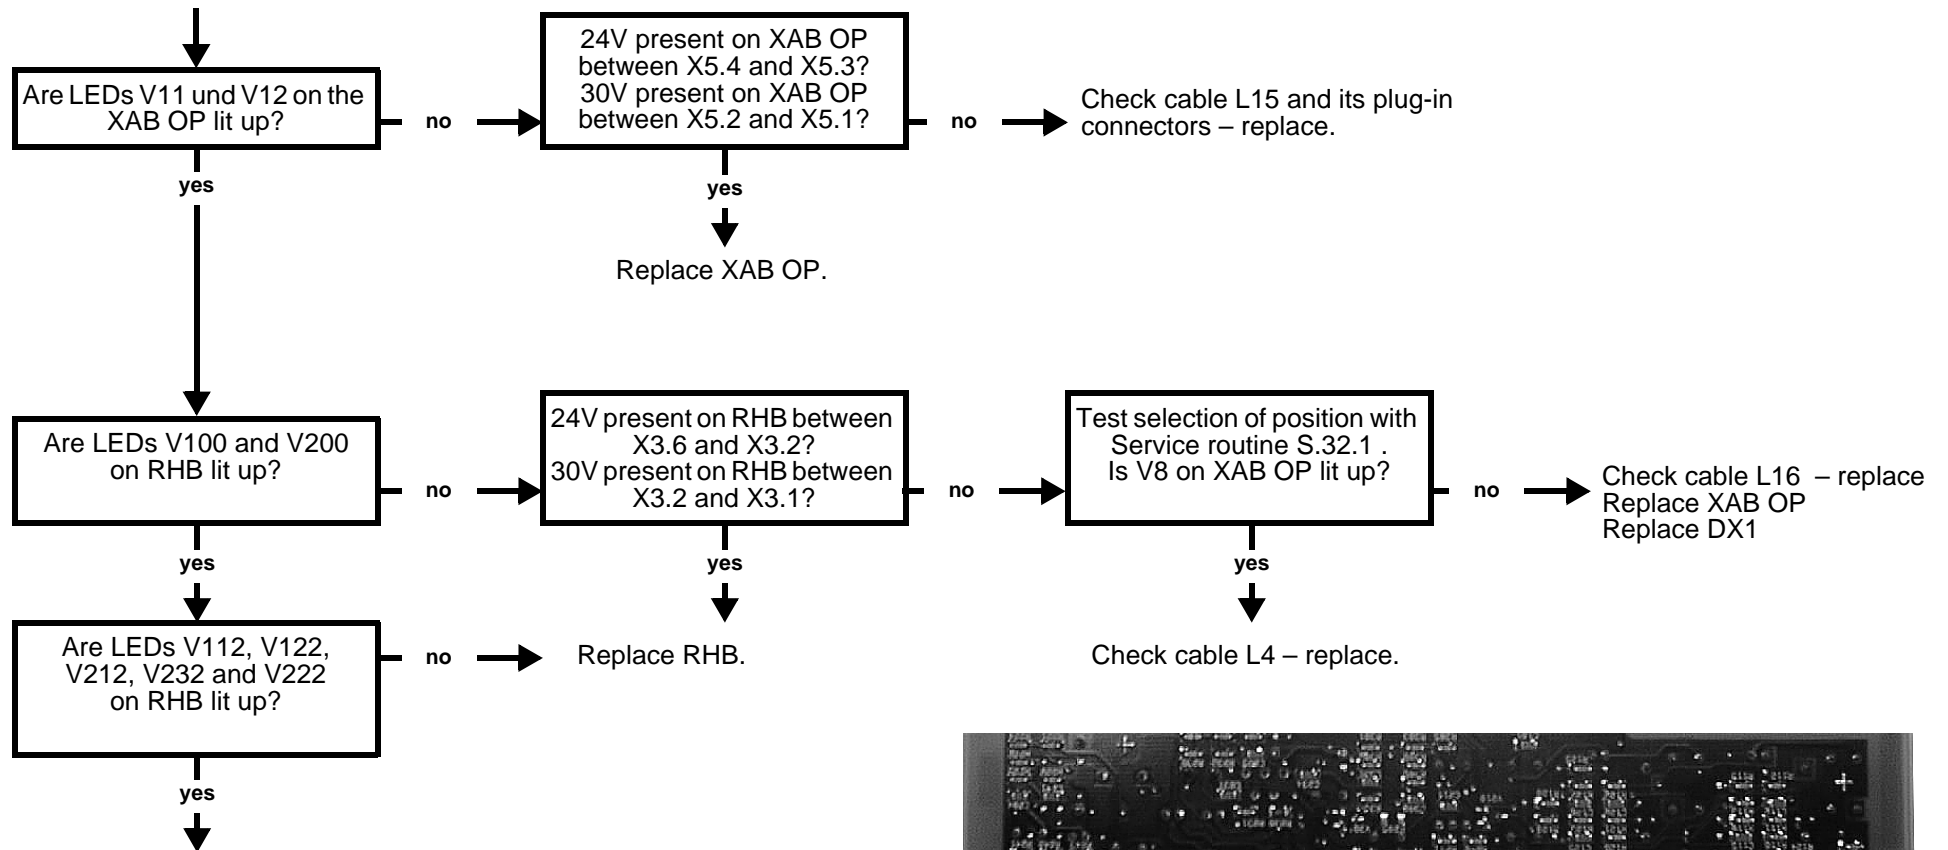 Are LEDs V11 und V12 on the
XAB OP lit up?
no
24V present on XAB OP
between X5.4 and X5.3?
30V present on XAB OP
between X5.2 and X5.1?
no
Check cable L15 and its plug-in
connectors – replace.
yes
yes
Replace XAB OP.
Are LEDs V100 and V200
on RHB lit up?
no
24V present on RHB between
X3.6 and X3.2?
30V present on RHB between
X3.2 and X3.1?
no
Test selection of position with
Service routine S.32.1 .
Is V8 on XAB OP lit up?
no
Check cable L16 – replace
Replace XAB OP
Replace DX1
yes
yes
yes
Are LEDs V112, V122,
V212, V232 and V222
on RHB lit up?
no
Replace RHB.
Check cable L4 – replace.
yes